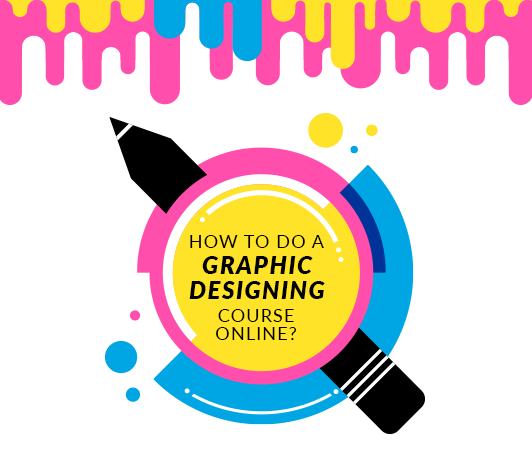 HOW TO DO A
GRAPHIC
DESIGNING
COURSE
ONLINE?